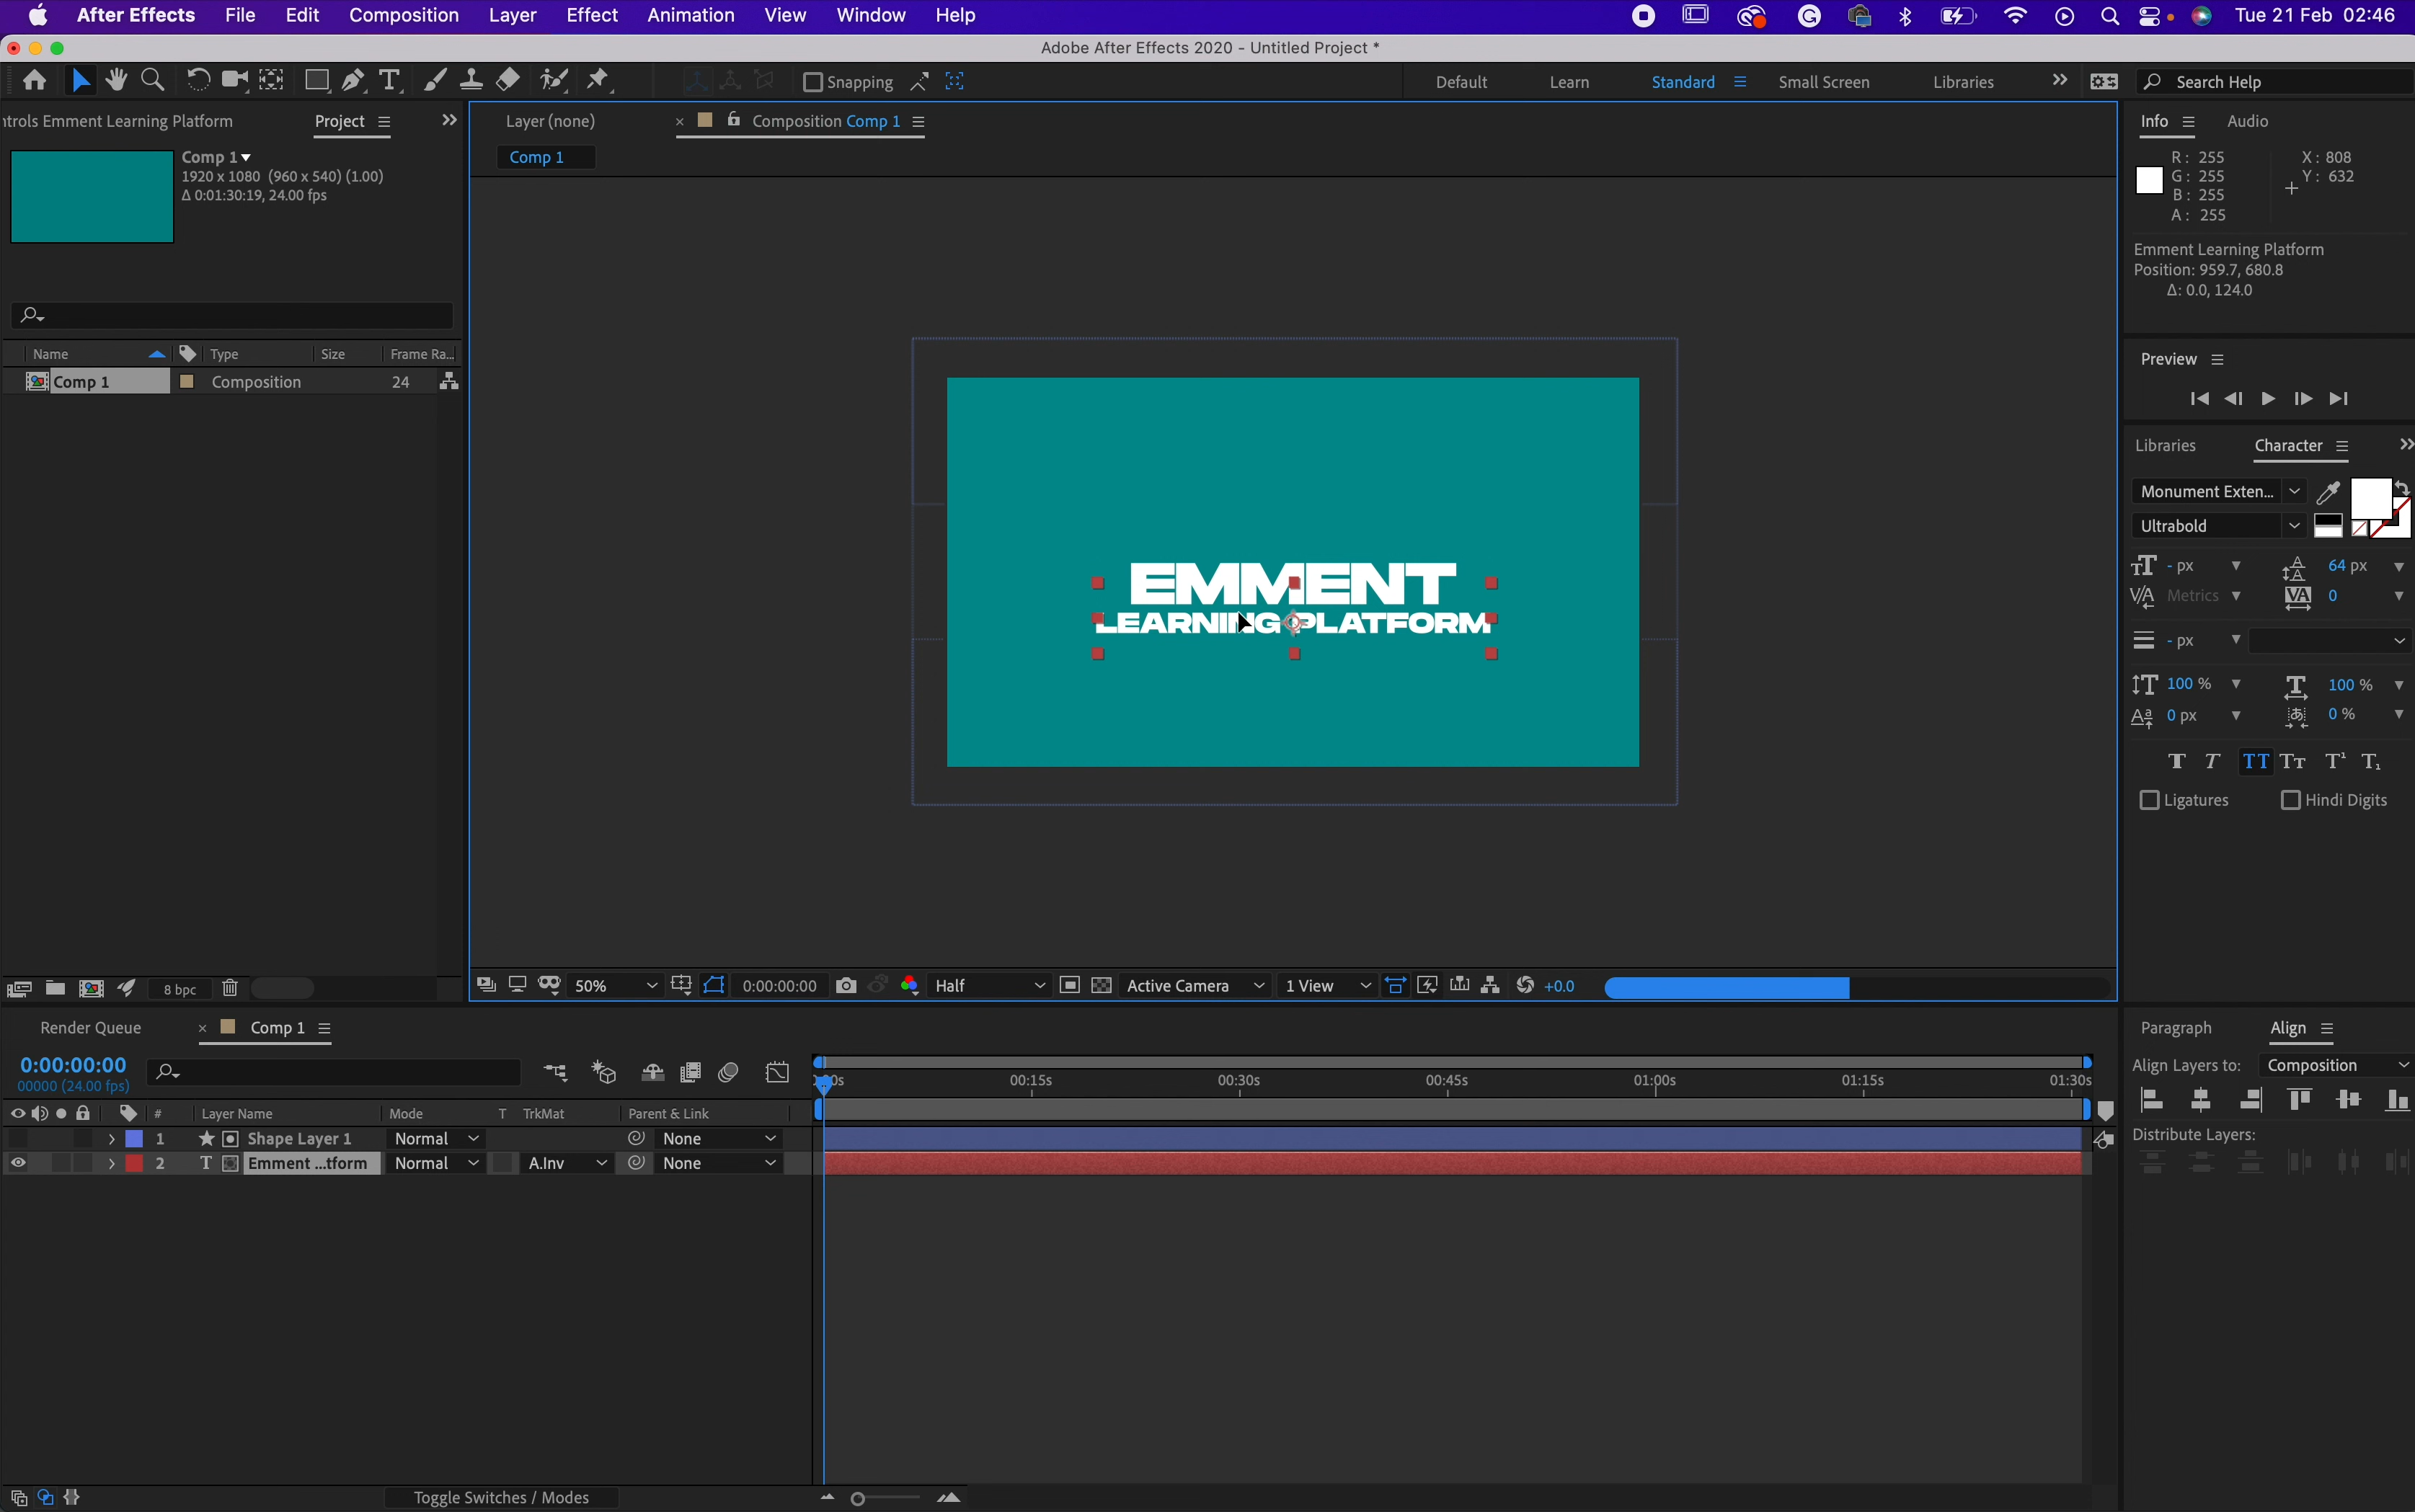 After Effects File Edit Composition Layer Effect Animation View Window Help Tue 21 Feb 02:46
Adobe After Effects 2020 - Untitled Project *
Snapping Default Learn Standard Small Screen Libraries Search Help
ntrols Emment Learning Platform Project
Comp 1
1920 x 1080 (960 x 540) (1.00)
Δ 0:01:30:19, 24.00 fps
Name Type Size Frame Ra...
Comp 1 Composition 24
8 bpc
Layer (none) Composition Comp 1
Comp 1
EMMENT
LEARNING PLATFORM
50% 0:00:00:00 Half Active Camera 1 View +0.0
Info Audio
R: 255 X: 808
G: 255 Y: 632
B: 255
A: 255
Emment Learning Platform
Position: 959.7, 680.8
Δ: 0.0, 124.0
Preview
Libraries Character
Monument Exten...
Ultrabold
- px 64 px
Metrics 0
- px
100 % 100 %
0 px 0 %
Ligatures Hindi Digits
Render Queue Comp 1
0:00:00:00
00000 (24.00 fps)
00:15s 00:30s 00:45s 01:00s 01:15s 01:30s
# Layer Name Mode T TrkMat Parent & Link
1 Shape Layer 1 Normal None
2 Emment ...tform Normal A.Inv None
Toggle Switches / Modes
Paragraph Align
Align Layers to: Composition
Distribute Layers: